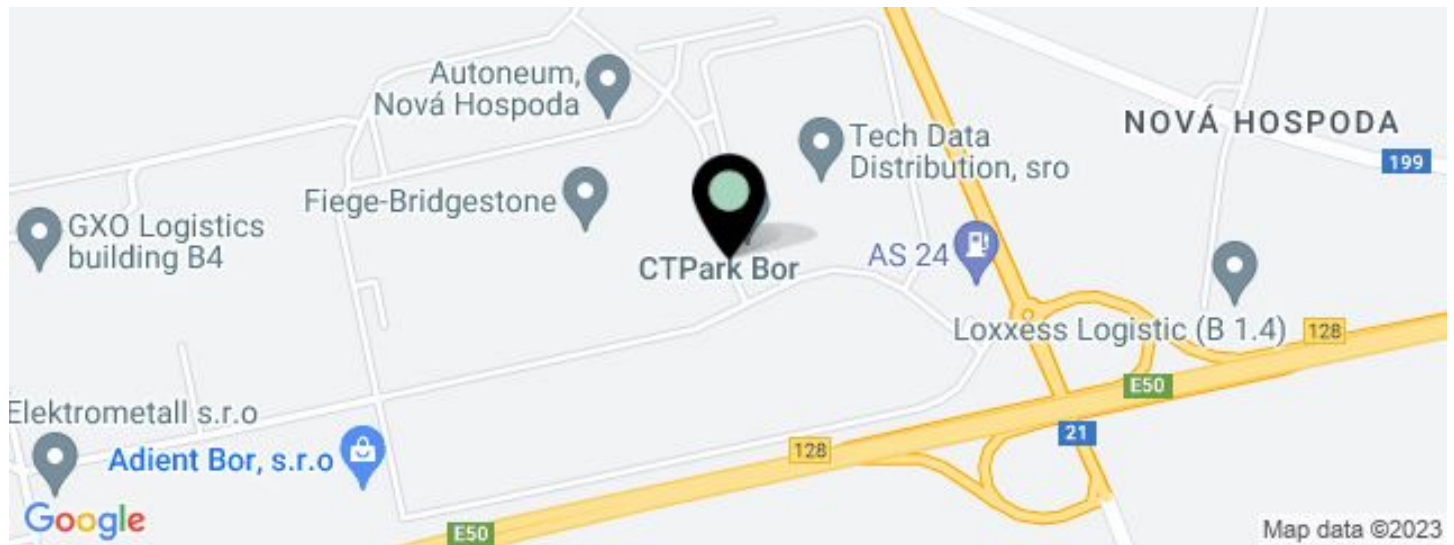 Autoneum,
Nová Hospoda
NOVÁ HOSPODA
Tech Data
Distribution, sro
199
Fiege-Bridgestone
GXO Logistics
building B4
AS 24
CTPark Bor
Loxxess Logistic (B 1.4)
128
E50
Elektrometall s.r.o
21
128
Adient Bor, s.r.o
Google
E50
Map data ©2023